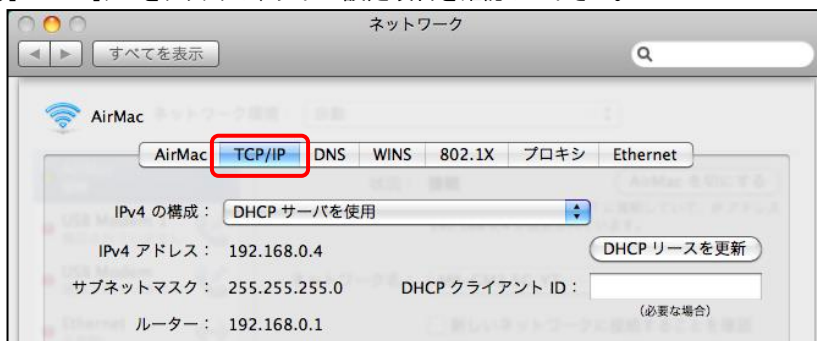 ネットワーク
すべてを表示
AirMac
AirMac TCP/IP DNS WINS 802.1X プロキシ Ethernet
IPv4 の構成： DHCP サーバを使用
IPv4 アドレス： 192.168.0.4 DHCP リースを更新
サブネットマスク： 255.255.255.0 DHCP クライアント ID：
(必要な場合)
ルーター： 192.168.0.1